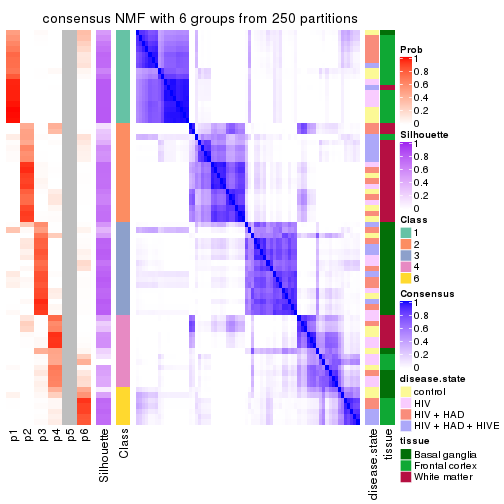 consensus NMF with 6 groups from 250 partitions
p1
p2
p3
p4
p5
p6
Silhouette
Class
disease.state
tissue
Prob
1
0.8
0.6
0.4
0.2
0
Silhouette
1
0.8
0.6
0.4
0.2
0
Class
1
2
3
4
6
Consensus
1
0.8
0.6
0.4
0.2
0
disease.state
control
HIV
HIV + HAD
HIV + HAD + HIVE
tissue
Basal ganglia
Frontal cortex
White matter